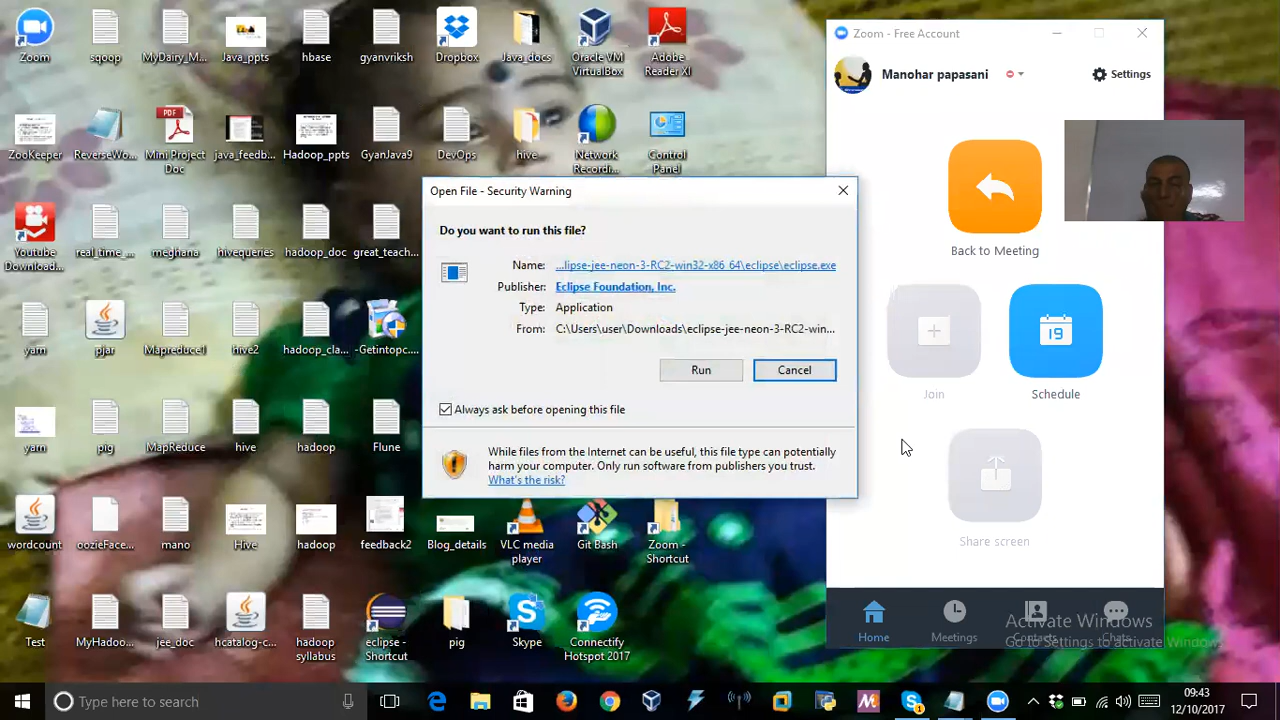 Zoom
sqoop
MyDairy_M...
Java_ppts
hbase
gyanvriksh
Dropbox
Java_docs
Oracle VM
VirtualBox
Adobe
Reader XI
ZooKeeper
ReverseWo...
PDF
Mini Project
Doc
java_feedb...
Hadoop_ppts
GyanJava9
DevOps
hive
Network
Recordi...
Control
Panel
Youtube
Download...
real_time_...
meghana
hivequeries
hadoop_doc
great_teach...
yarn
pjar
Mapreduce1
hive2
hadoop_cla...
-Getintopc....
yarn
pig
MapReduce
hive
hadoop
Flune
wordcount
oozieFace...
mano
Hive
hadoop
feedback2
Blog_details
VLC media
player
Git Bash
Zoom -
Shortcut
Test
MyHadoo...
jee_doc
hcatalog-c...
hadoop
syllabus
eclipse -
Shortcut
pig
Skype
Connectify
Hotspot 2017
Open File - Security Warning
Do you want to run this file?
Name: ...lipse-jee-neon-3-RC2-win32-x86_64\eclipse\eclipse.exe
Publisher: Eclipse Foundation, Inc.
Type: Application
From: C:\Users\user\Downloads\eclipse-jee-neon-3-RC2-win...
Run Cancel
Always ask before opening this file
While files from the Internet can be useful, this file type can potentially
harm your computer. Only run software from publishers you trust.
What's the risk?
Zoom - Free Account
Manohar papasani
Settings
Back to Meeting
19
Join Schedule
Share screen
Home Meetings Contacts Chats
Activate Windows
Go to Settings to activate Windows.
Type here to search
09:43
12/10/2017